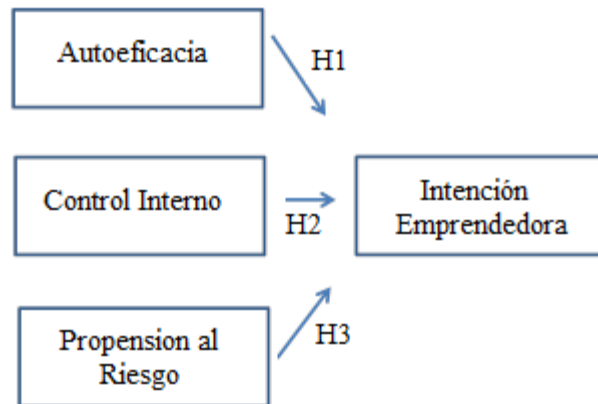 Autoeficacia
H1
Control Interno
H2
Intención
Emprendedora
Propension al
Riesgo
H3